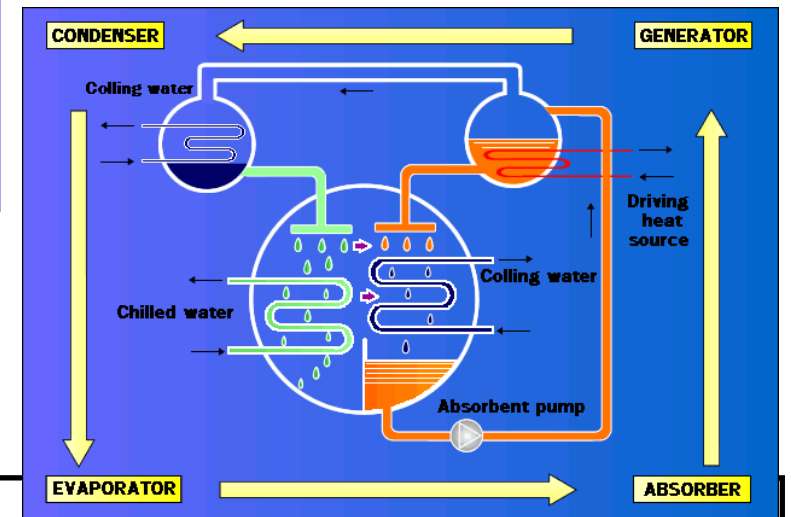 CONDENSER
GENERATOR
Colling water
Driving
heat
source
Colling water
Chilled water
Absorbent pump
EVAPORATOR
ABSORBER